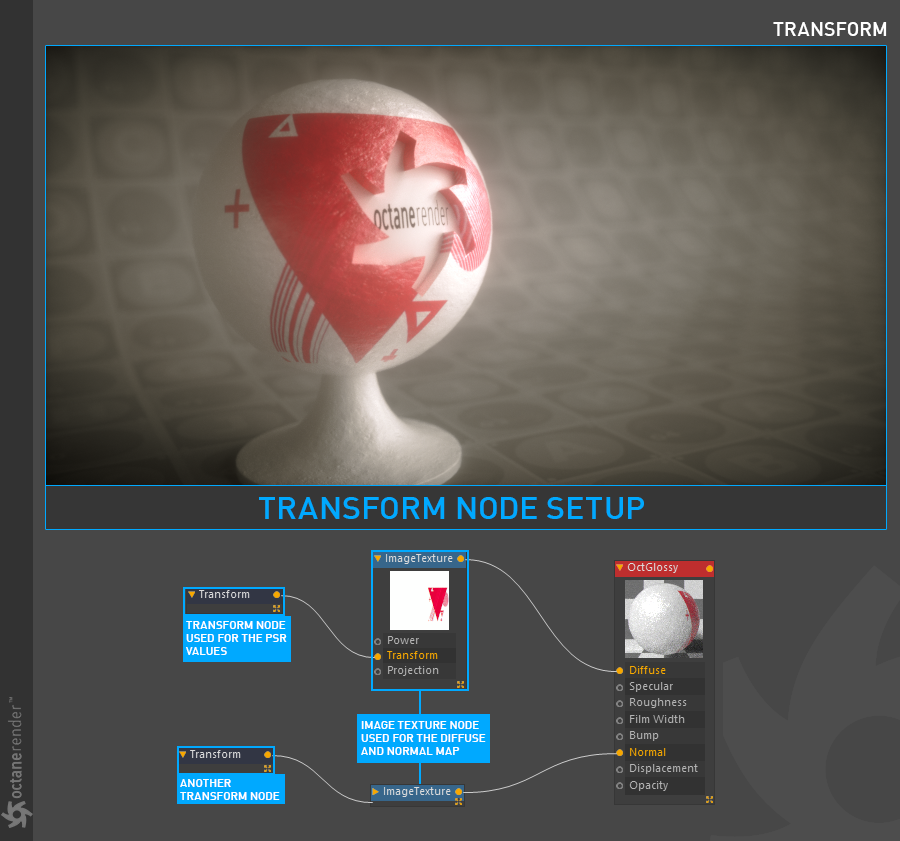 TRANSFORM
octanerender
TRANSFORM NODE SETUP
ImageTexture
Power
Transform
Projection
Transform
TRANSFORM NODE
USED FOR THE PSR
VALUES
OctGlossy
Diffuse
Specular
Roughness
Film Width
Bump
Normal
Displacement
Opacity
IMAGE TEXTURE NODE
USED FOR THE DIFFUSE
AND NORMAL MAP
Transform
ANOTHER
TRANSFORM NODE
ImageTexture
octanerender™